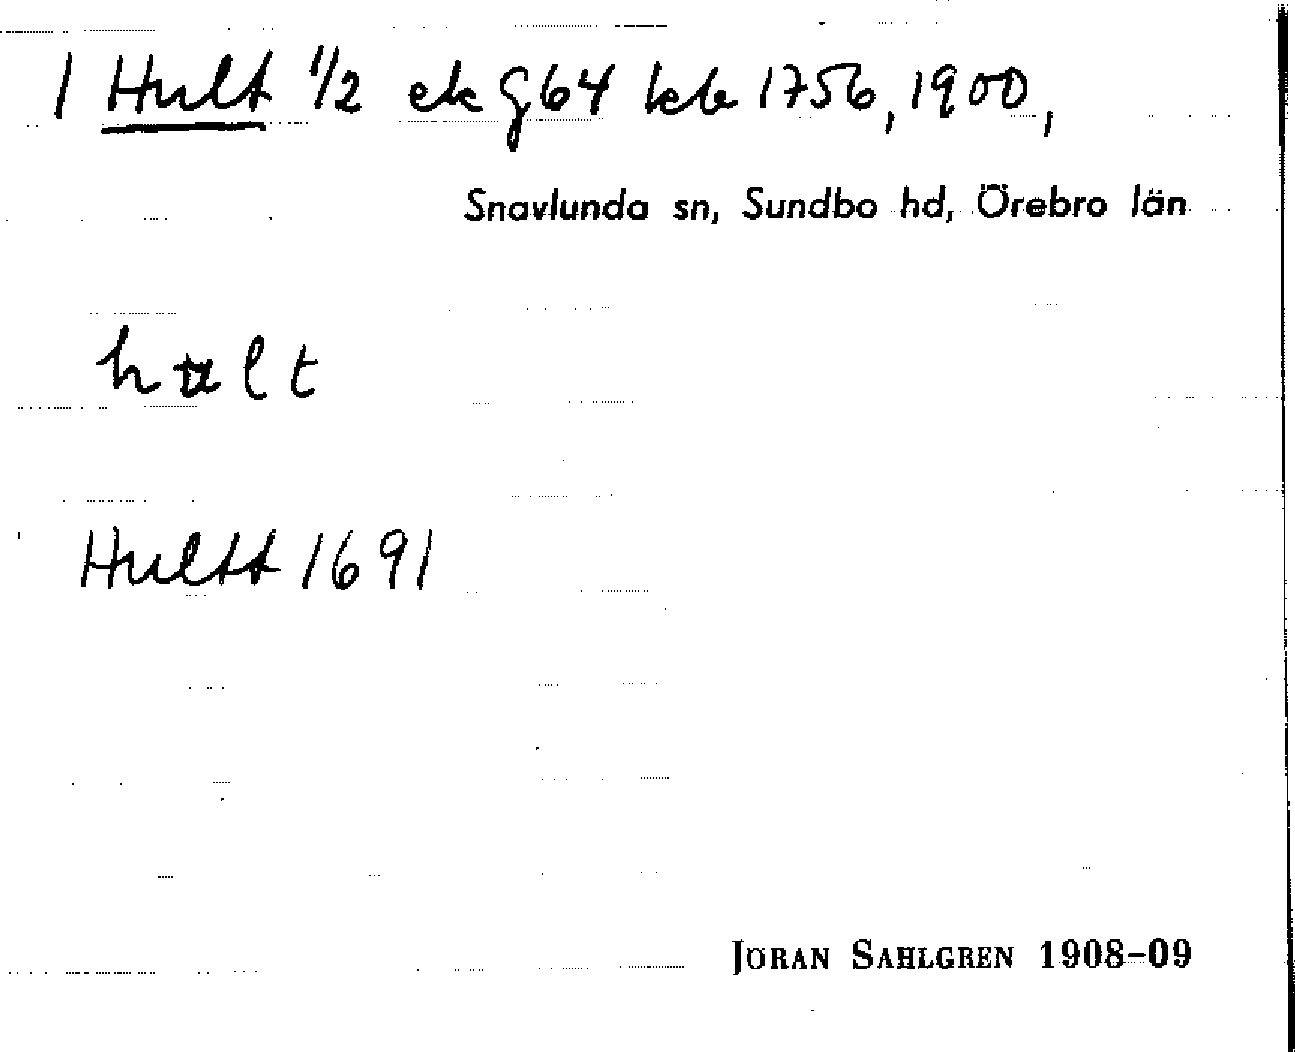 1 Hult 1/2 ek G64 kb 1756, 1900,
Snavlunda sn, Sundbo hd, Örebro län
hult
Hultt 1691
JÖRAN SAHLGREN 1908-09